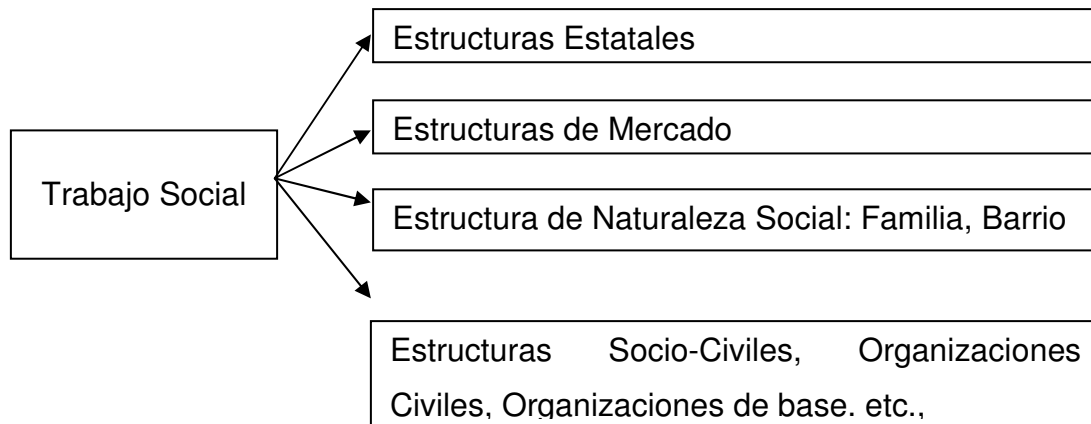 Estructuras Estatales
Estructuras de Mercado
Trabajo Social
Estructura de Naturaleza Social: Familia, Barrio
Estructuras Socio-Civiles, Organizaciones
Civiles, Organizaciones de base. etc.,